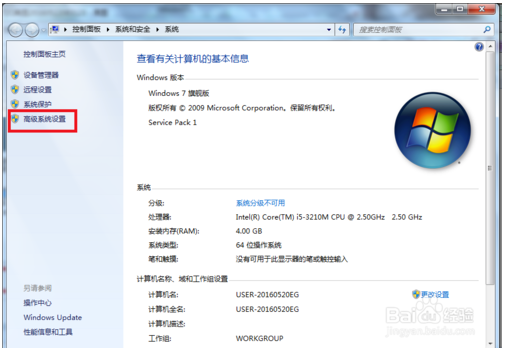 控制面板 ▸ 系统和安全 ▸ 系统
搜索控制面板
控制面板主页
设备管理器
远程设置
系统保护
高级系统设置
另请参阅
操作中心
Windows Update
性能信息和工具
查看有关计算机的基本信息
Windows 版本
Windows 7 旗舰版
版权所有 © 2009 Microsoft Corporation。保留所有权利。
Service Pack 1
系统
分级: 系统分级不可用
处理器: Intel(R) Core(TM) i5-3210M CPU @ 2.50GHz 2.50 GHz
安装内存(RAM): 4.00 GB
系统类型: 64 位操作系统
笔和触摸: 没有可用于此显示器的笔或触控输入
计算机名称、域和工作组设置
计算机名: USER-20160520EG
更改设置
计算机全名: USER-20160520EG
计算机描述:
工作组: WORKGROUP
Baidu 经验
jingyan.baidu.com